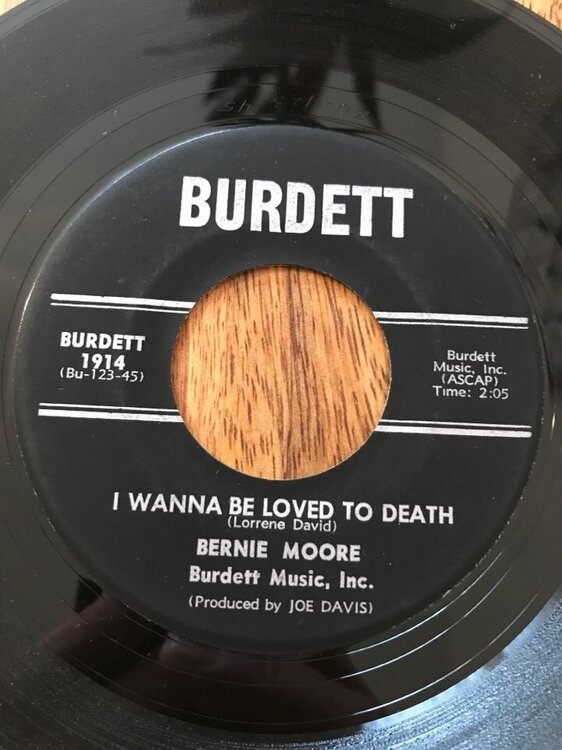 BURDETT
BURDETT
1914
(Bu-123-45)
Burdett
Music, Inc.
(ASCAP)
Time: 2:05
I WANNA BE LOVED TO DEATH
(Lorrene David)
BERNIE MOORE
Burdett Music, Inc.
(Produced by JOE DAVIS)